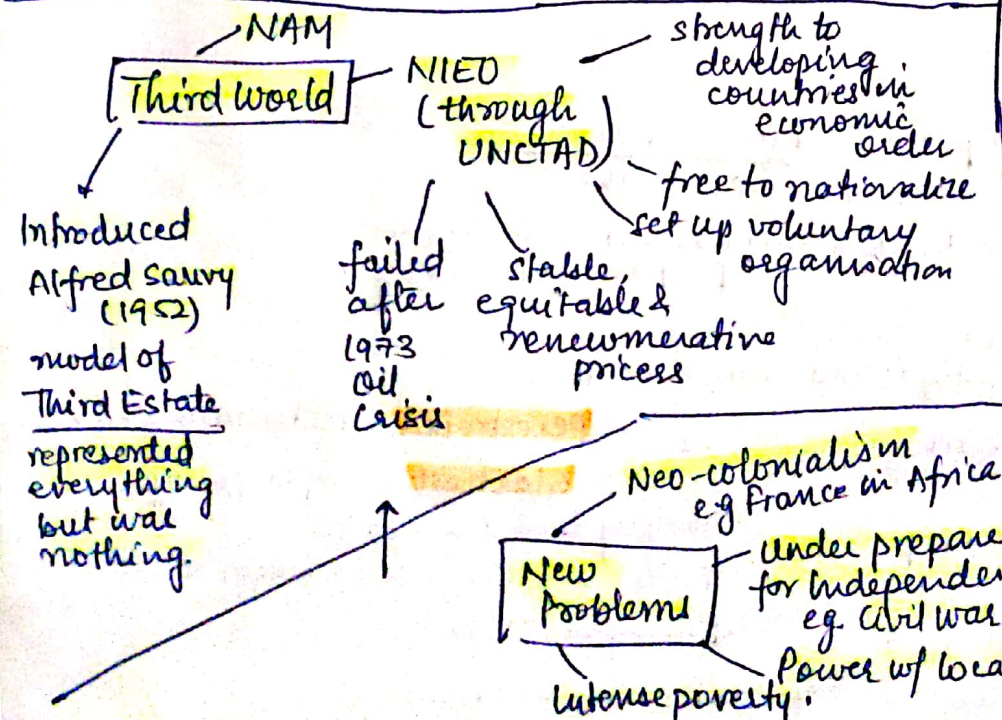 NAM
Third World
NIEO
(through
UNCTAD)
strength to
developing
countries in
economic
order
free to nationalize
set up voluntary
organisation
Introduced
Alfred Sauvy
(1952)
model of
Third Estate
represented
everything
but was
nothing.
failed
after
1973
Oil
Crisis
stable,
equitable &
renewmerative
pricess
Neo-colonialism
e.g France in Africa
New
Problems
Under prepare
for Independe
eg. Civil war
Power w/ loca
Intense poverty.